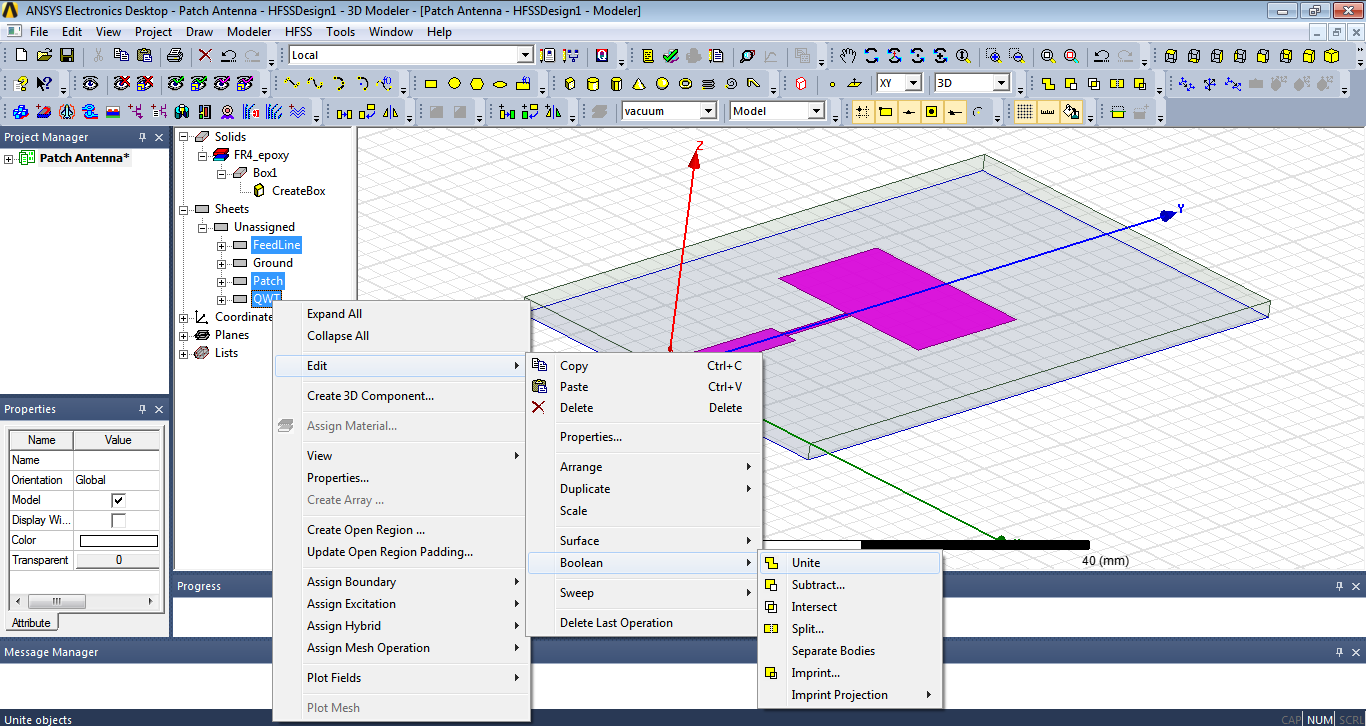 ANSYS Electronics Desktop - Patch Antenna - HFSSDesign1 - 3D Modeler - [Patch Antenna - HFSSDesign1 - Modeler]
File Edit View Project Draw Modeler HFSS Tools Window Help
Local
XY 3D
vacuum Model
Project Manager
Patch Antenna*
Solids
FR4_epoxy
Box1
CreateBox
Sheets
Unassigned
FeedLine
Ground
Patch
QWT
Coordinate
Planes
Lists
Z
Y
40 (mm)
Properties
Name Value
Name
Orientation Global
Model
Display Wi...
Color
Transparent 0
Attribute
Expand All
Collapse All
Edit
Create 3D Component...
Assign Material...
View
Properties...
Create Array ...
Create Open Region ...
Update Open Region Padding...
Assign Boundary
Assign Excitation
Assign Hybrid
Assign Mesh Operation
Plot Fields
Plot Mesh
Copy Ctrl+C
Paste Ctrl+V
Delete Delete
Properties...
Arrange
Duplicate
Scale
Surface
Boolean
Sweep
Delete Last Operation
Unite
Subtract...
Intersect
Split...
Separate Bodies
Imprint...
Imprint Projection
Progress
Message Manager
Unite objects
CAP NUM SCRL